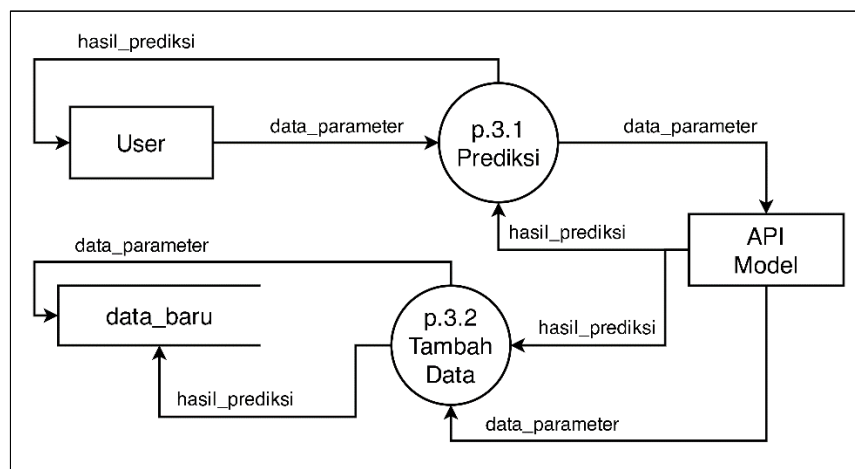 hasil_prediksi
User
data_parameter
p.3.1
Prediksi
data_parameter
hasil_prediksi
API
Model
data_parameter
data_baru
p.3.2
Tambah
Data
hasil_prediksi
hasil_prediksi
data_parameter